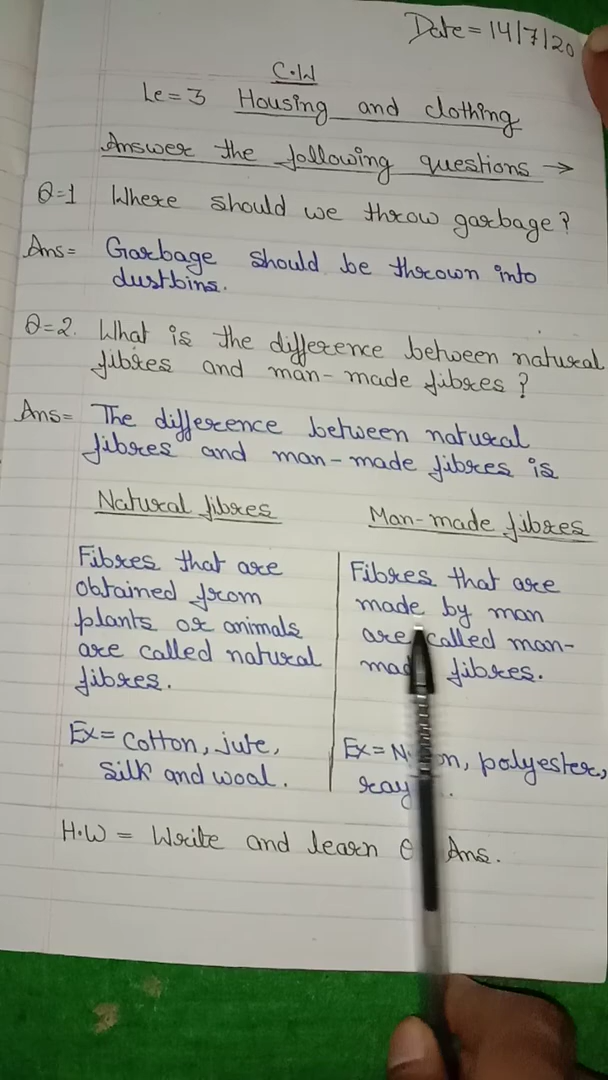 Date = 14/7/20
C.W
Le = 3 Housing and clothing
Answer the following questions →
Q=1 Where should we throw garbage?
Ans= Garbage should be thrown into
dustbins.
Q=2. What is the difference between natural
fibres and man-made fibres?
Ans= The difference between natural
fibres and man-made fibres is
Natural fibres
Fibres that are
obtained from
plants or animals
are called natural
fibres.
Ex= Cotton, jute,
silk and wool.
Man-made fibres
Fibres that are
made by man
are called man-
fibres.
Ex= polyester,
H.W = Write and learn Ans.